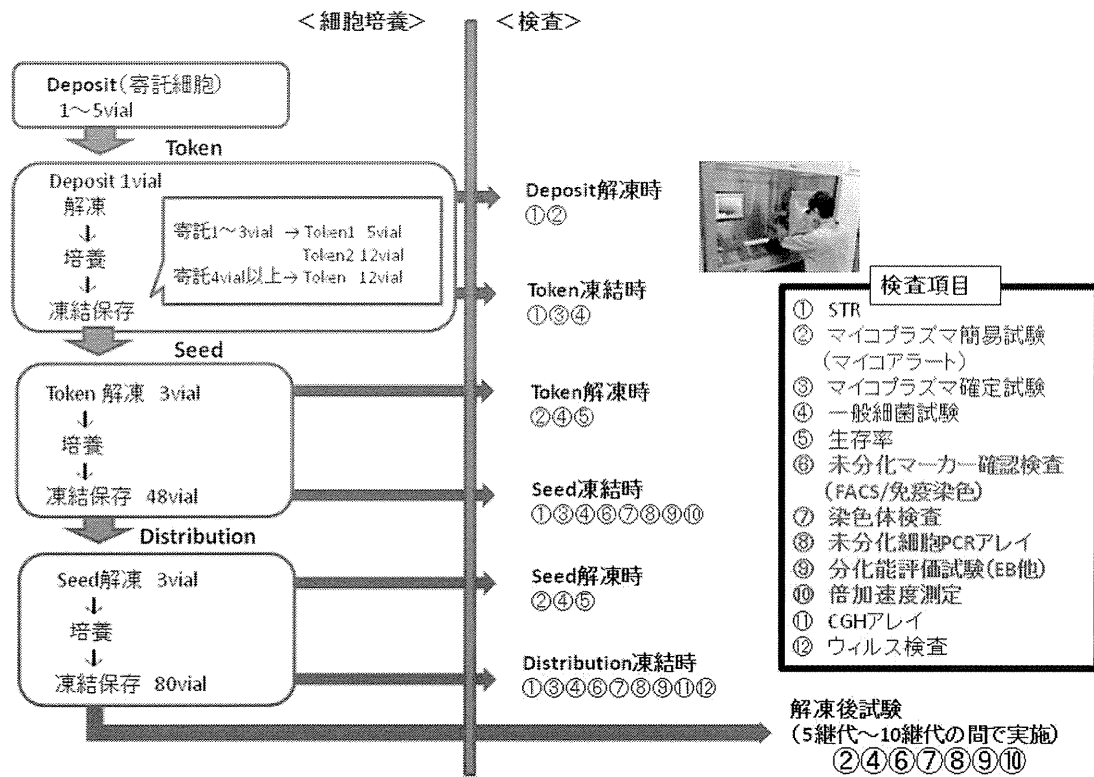 ＜細胞培養＞
＜検査＞
Deposit(寄託細胞)
1～5vial
Token
Deposit 1vial
解凍
↓
培養
↓
凍結保存
寄託1～3vial → Token1 5vial
Token2 12vial
寄託4vial以上→ Token 12vial
Deposit解凍時
①②
Token凍結時
①③④
Seed
Token 解凍 3vial
↓
培養
↓
凍結保存 48vial
Token解凍時
②④⑤
Seed凍結時
①③④⑥⑦⑧⑨⑩
Distribution
Seed解凍 3vial
↓
培養
↓
凍結保存 80vial
Seed解凍時
②④⑤
Distribution凍結時
①③④⑥⑦⑧⑨⑪⑫
検査項目
① STR
② マイコプラズマ簡易試験
(マイコアラート)
③ マイコプラズマ確定試験
④ 一般細菌試験
⑤ 生存率
⑥ 未分化マーカー確認検査
(FACS/免疫染色)
⑦ 染色体検査
⑧ 未分化細胞PCRアレイ
⑨ 分化能評価試験(EB他)
⑩ 倍加速度測定
⑪ CGHアレイ
⑫ ウィルス検査
解凍後試験
(5継代～10継代の間で実施)
②④⑥⑦⑧⑨⑩